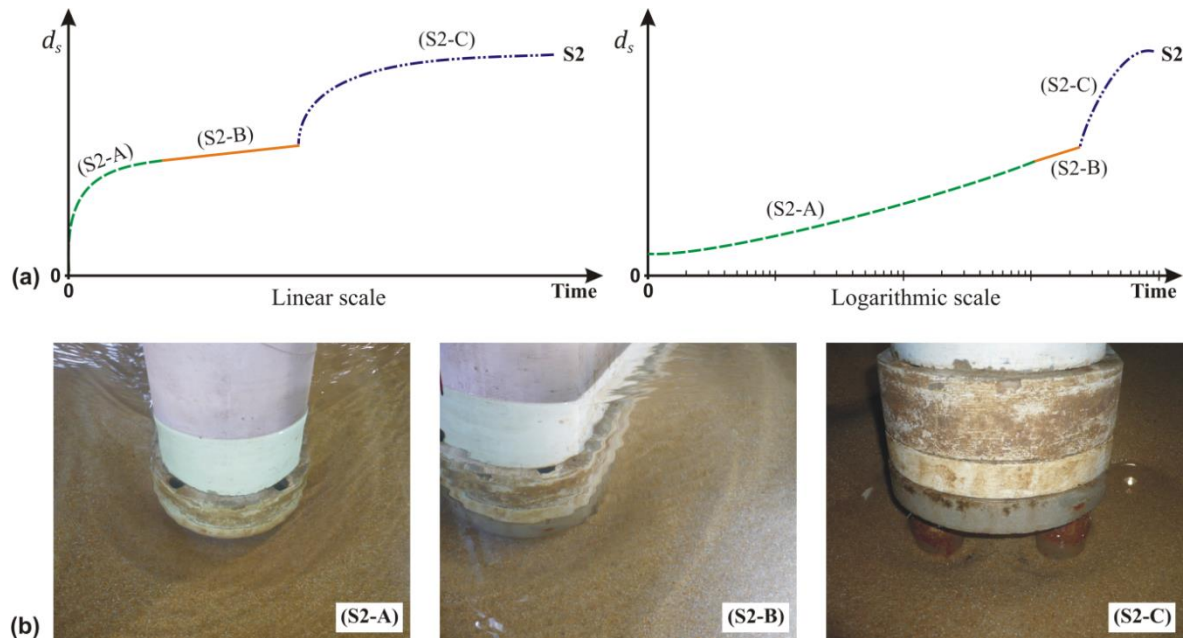 d_s
(S2-A)
(S2-B)
(S2-C)
S2
0
0
Linear scale
Time
d_s
(S2-A)
(S2-B)
(S2-C)
S2
0
0
Logarithmic scale
Time
(a)
(S2-A)
(S2-B)
(S2-C)
(b)